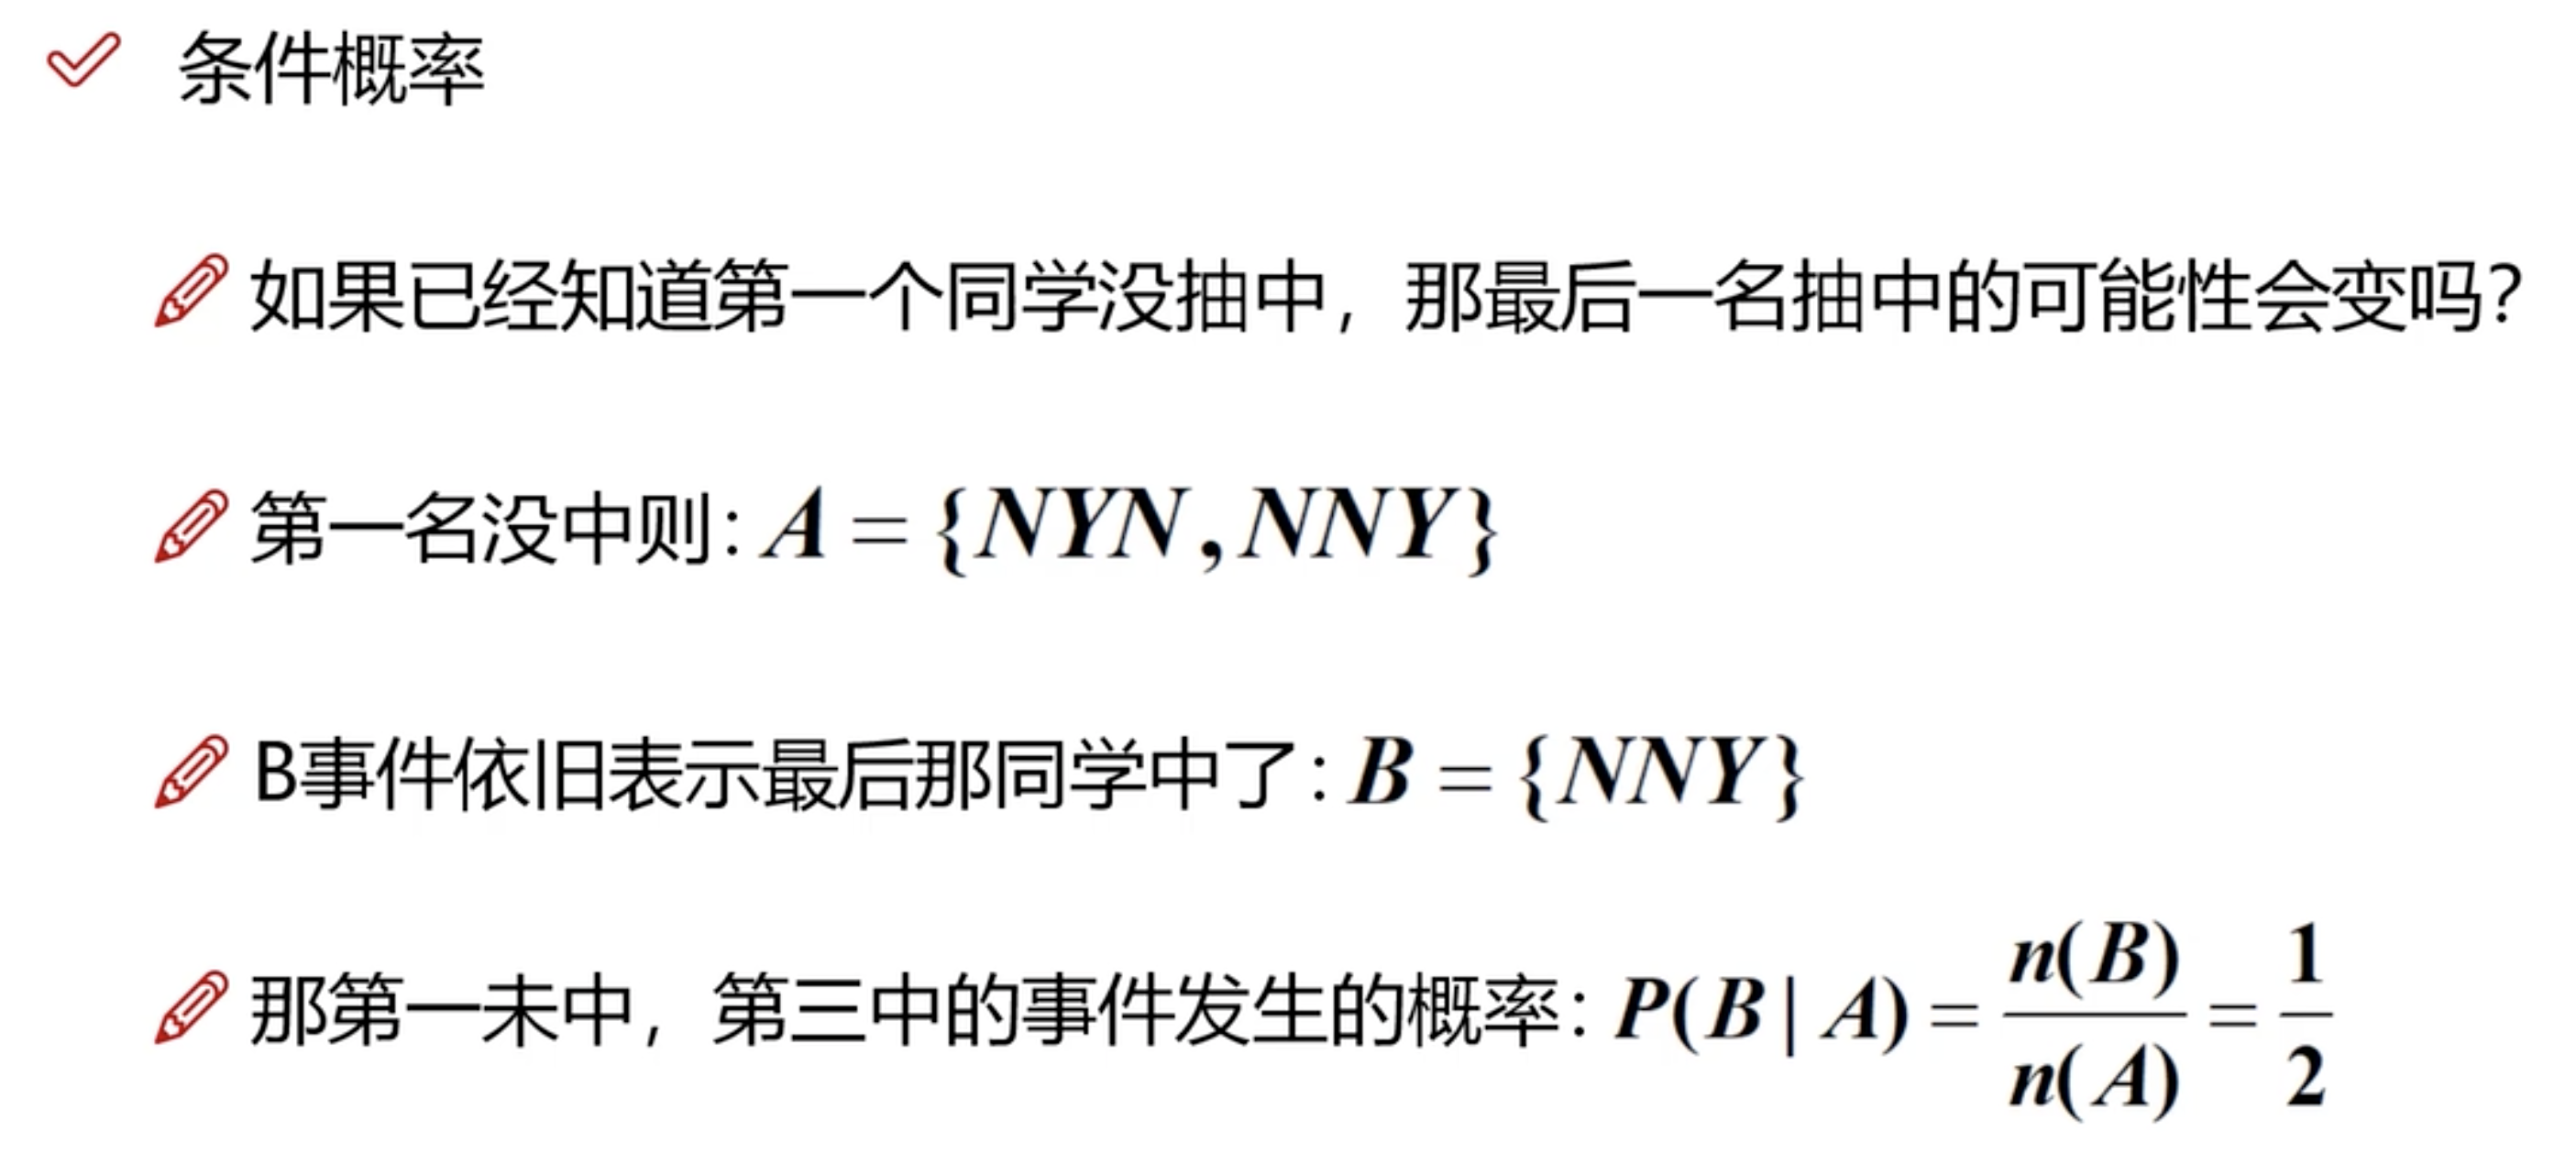 条件概率
如果已经知道第一个同学没抽中，那最后一名抽中的可能性会变吗？
第一名没中则：A = {NYN , NNY}
B事件依旧表示最后那同学中了：B = {NNY}
那第一未中，第三中的事件发生的概率：P(B | A) = n(B)/n(A) = 1/2